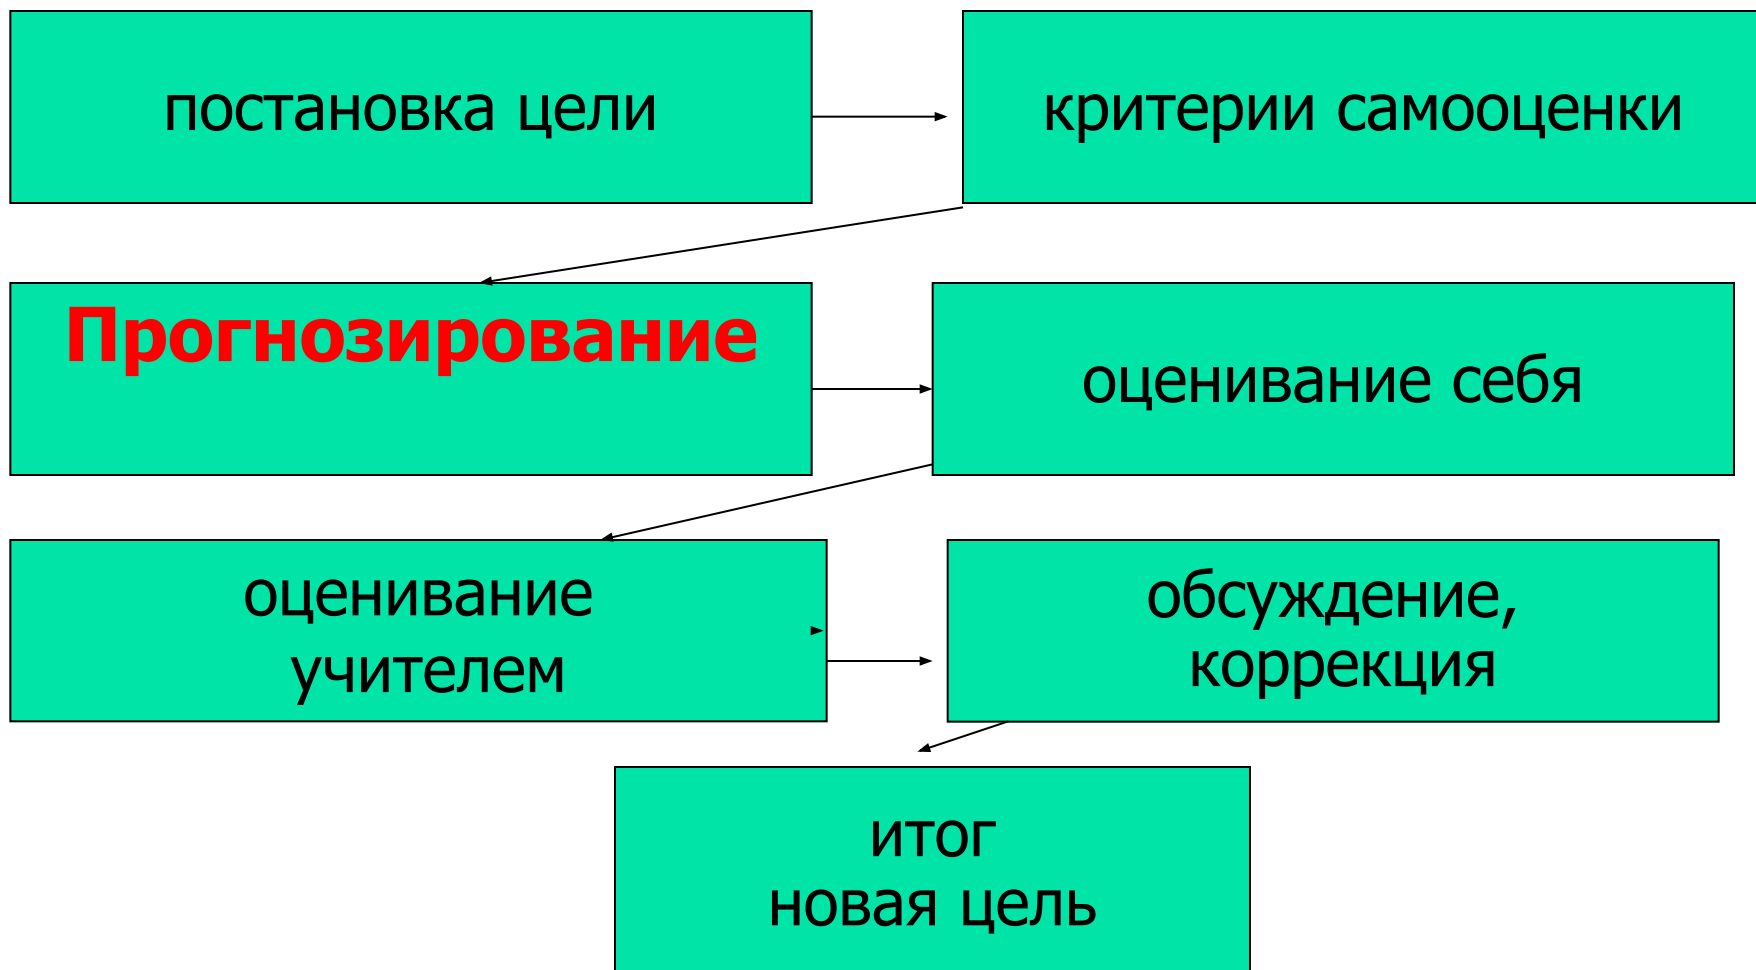 постановка цели
критерии самооценки
Прогнозирование
оценивание себя
оценивание
учителем
обсуждение,
коррекция
итог
новая цель